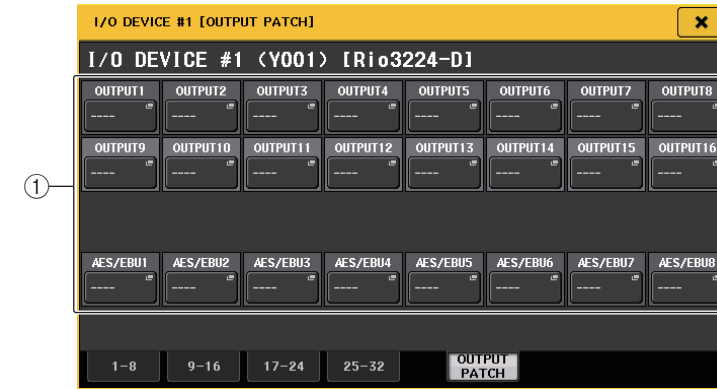 I/O DEVICE #1 [OUTPUT PATCH]
I/O DEVICE #1 (Y001) [Rio3224-D]
OUTPUT1 OUTPUT2 OUTPUT3 OUTPUT4 OUTPUT5 OUTPUT6 OUTPUT7 OUTPUT8
---- ---- ---- ---- ---- ---- ---- ----
OUTPUT9 OUTPUT10 OUTPUT11 OUTPUT12 OUTPUT13 OUTPUT14 OUTPUT15 OUTPUT16
---- ---- ---- ---- ---- ---- ---- ----
①
AES/EBU1 AES/EBU2 AES/EBU3 AES/EBU4 AES/EBU5 AES/EBU6 AES/EBU7 AES/EBU8
---- ---- ---- ---- ---- ---- ---- ----
1-8 9-16 17-24 25-32 OUTPUT
PATCH